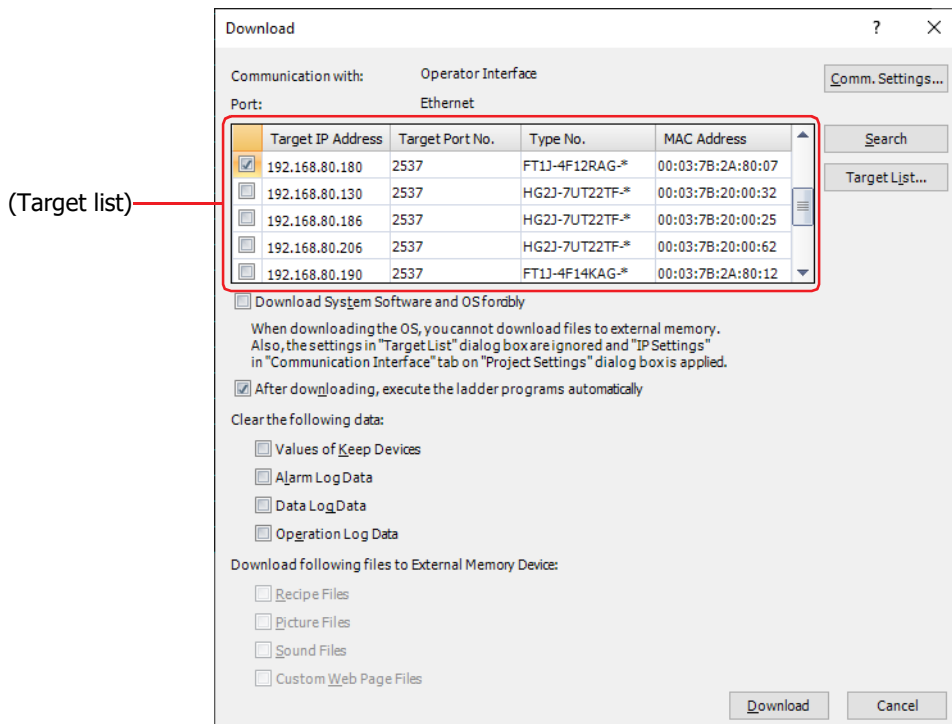 Download
?
Communication with: Operator Interface
Comm. Settings...
Port: Ethernet
Target IP Address Target Port No. Type No. MAC Address
Search
192.168.80.180 2537 FT1J-4F12RAG-* 00:03:7B:2A:80:07
Target List...
192.168.80.130 2537 HG2J-7UT22TF-* 00:03:7B:20:00:32
(Target list)
192.168.80.186 2537 HG2J-7UT22TF-* 00:03:7B:20:00:25
192.168.80.206 2537 HG2J-7UT22TF-* 00:03:7B:20:00:62
192.168.80.190 2537 FT1J-4F14KAG-* 00:03:7B:2A:80:12
Download System Software and OS forcibly
When downloading the OS, you cannot download files to external memory.
Also, the settings in "Target List" dialog box are ignored and "IP Settings"
in "Communication Interface" tab on "Project Settings" dialog box is applied.
After downloading, execute the ladder programs automatically
Clear the following data:
Values of Keep Devices
Alarm Log Data
Data Log Data
Operation Log Data
Download following files to External Memory Device:
Recipe Files
Picture Files
Sound Files
Custom Web Page Files
Download Cancel